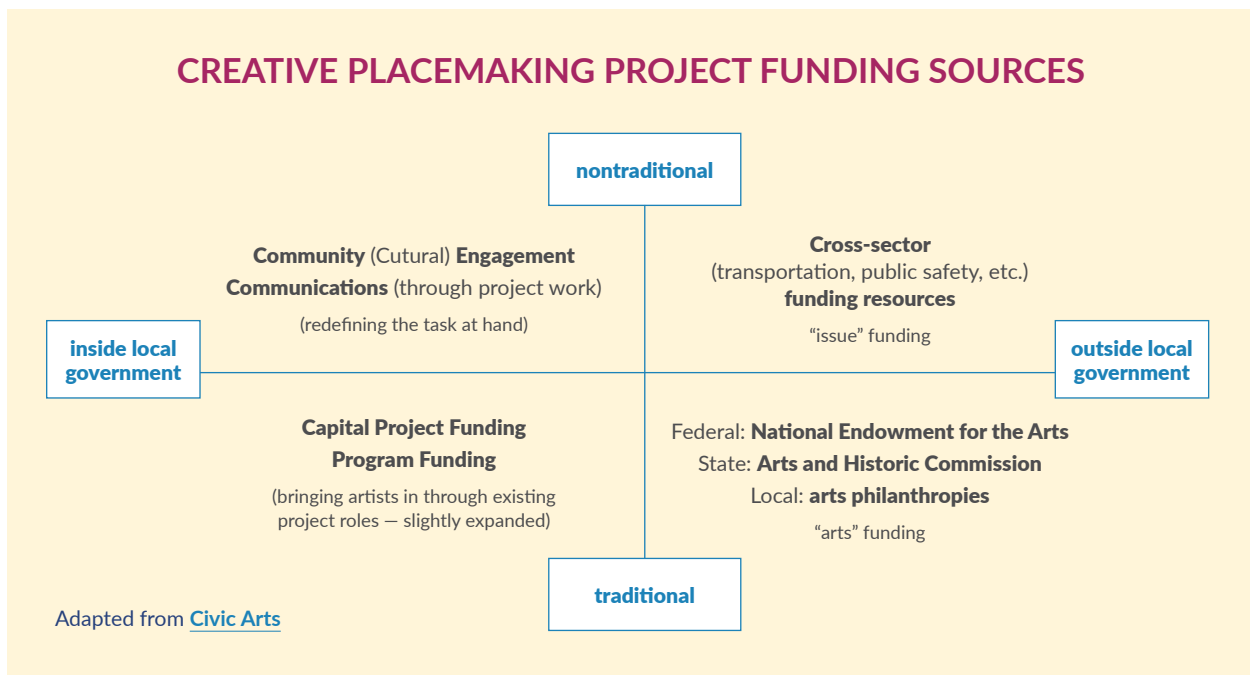 CREATIVE PLACEMAKING PROJECT FUNDING SOURCES
nontraditional
Community (Cutural) Engagement
Communications (through project work)
(redefining the task at hand)
Cross-sector
(transportation, public safety, etc.)
funding resources
“issue” funding
inside local
government
outside local
government
Capital Project Funding
Program Funding
(bringing artists in through existing
project roles — slightly expanded)
Federal: National Endowment for the Arts
State: Arts and Historic Commission
Local: arts philanthropies
“arts” funding
traditional
Adapted from Civic Arts